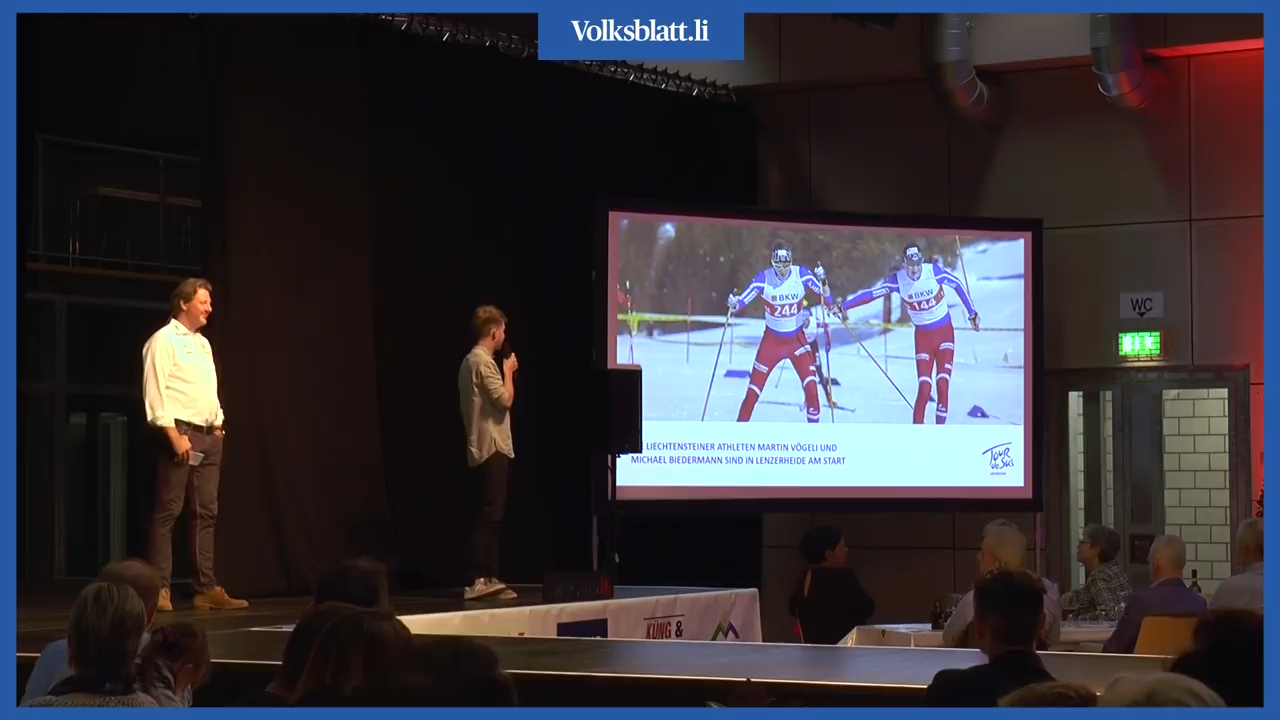 Volksblatt.li
WC
BKW
244
BKW
144
LIECHTENSTEINER ATHLETEN MARTIN VÖGELI UND
MICHAEL BIEDERMANN SIND IN LENZERHEIDE AM START
TOUR
DE SKI
KÜNG &